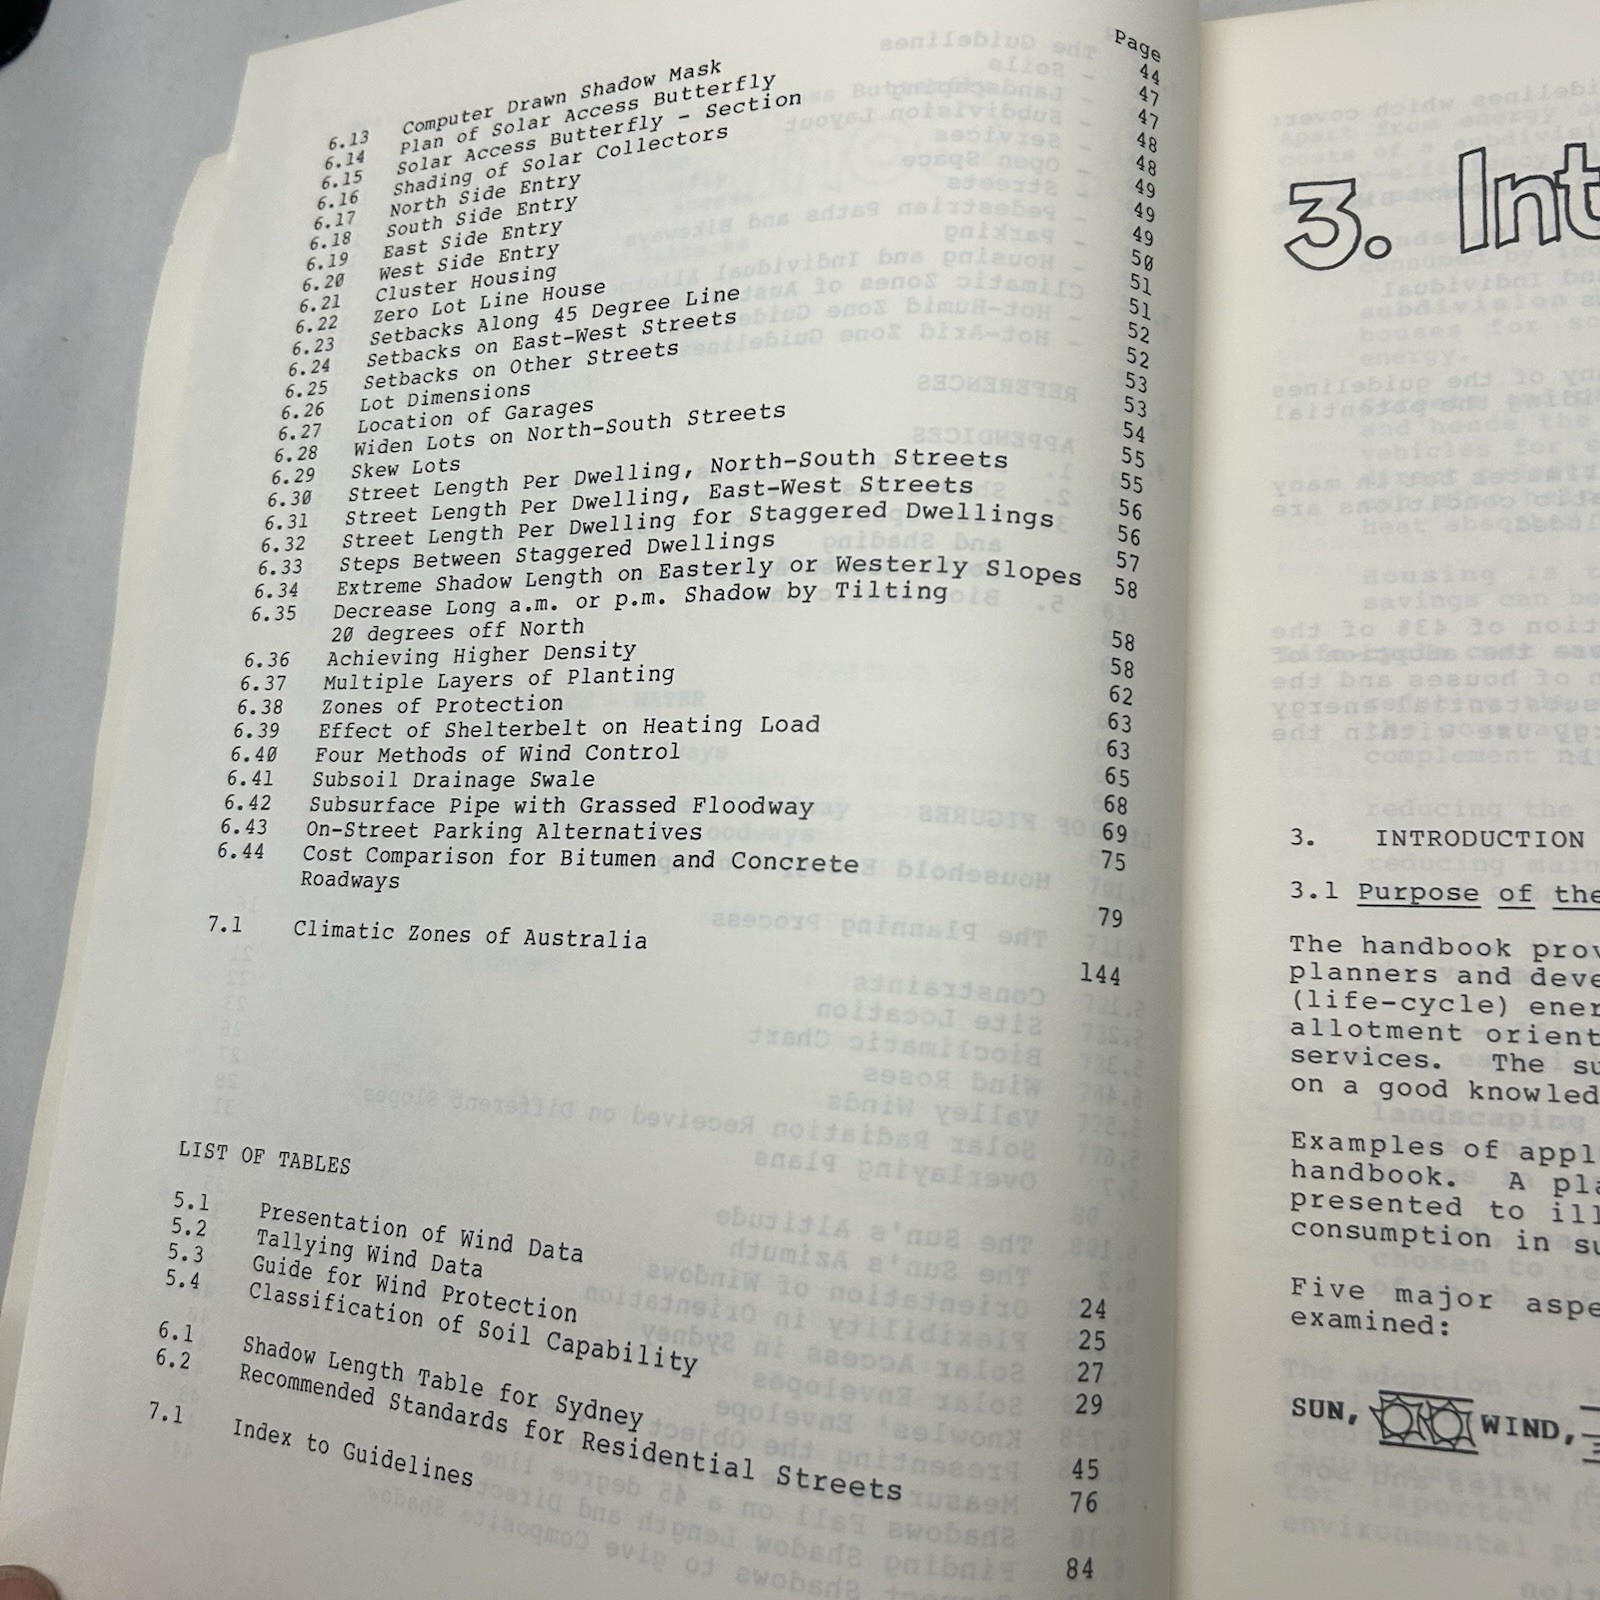 Page
6.13 Computer Drawn Shadow Mask 44
6.14 Plan of Solar Access Butterfly 47
6.15 Solar Access Butterfly - Section 47
6.16 Shading of Solar Collectors 48
6.17 North Side Entry 48
6.18 South Side Entry 49
6.19 East Side Entry 49
6.20 West Side Entry 49
6.21 Cluster Housing 50
6.22 Zero Lot Line House 51
6.23 Setbacks Along 45 Degree Line 51
6.24 Setbacks on East-West Streets 52
6.25 Setbacks on Other Streets 52
6.26 Lot Dimensions 53
6.27 Location of Garages 53
6.28 Widen Lots on North-South Streets 54
6.29 Skew Lots 55
6.30 Street Length Per Dwelling, North-South Streets 55
6.31 Street Length Per Dwelling, East-West Streets 56
6.32 Street Length Per Dwelling for Staggered Dwellings 56
6.33 Steps Between Staggered Dwellings 57
6.34 Extreme Shadow Length on Easterly or Westerly Slopes 58
6.35 Decrease Long a.m. or p.m. Shadow by Tilting
20 degrees off North 58
6.36 Achieving Higher Density 58
6.37 Multiple Layers of Planting 62
6.38 Zones of Protection 63
6.39 Effect of Shelterbelt on Heating Load 63
6.40 Four Methods of Wind Control 65
6.41 Subsoil Drainage Swale 68
6.42 Subsurface Pipe with Grassed Floodway 69
6.43 On-Street Parking Alternatives 75
6.44 Cost Comparison for Bitumen and Concrete
Roadways 79
7.1 Climatic Zones of Australia 144
LIST OF TABLES
5.1 Presentation of Wind Data 24
5.2 Tallying Wind Data 25
5.3 Guide for Wind Protection 27
5.4 Classification of Soil Capability 29
6.1 Shadow Length Table for Sydney 45
6.2 Recommended Standards for Residential Streets 76
7.1 Index to Guidelines 84
3. Int
3. INTRODUCTION
3.1 Purpose of the
The handbook prov
planners and deve
(life-cycle) ener
allotment orient
services. The su
on a good knowled
Examples of appl
handbook. A pla
presented to ill
consumption in su
Five major aspe
examined:
SUN, WIND,